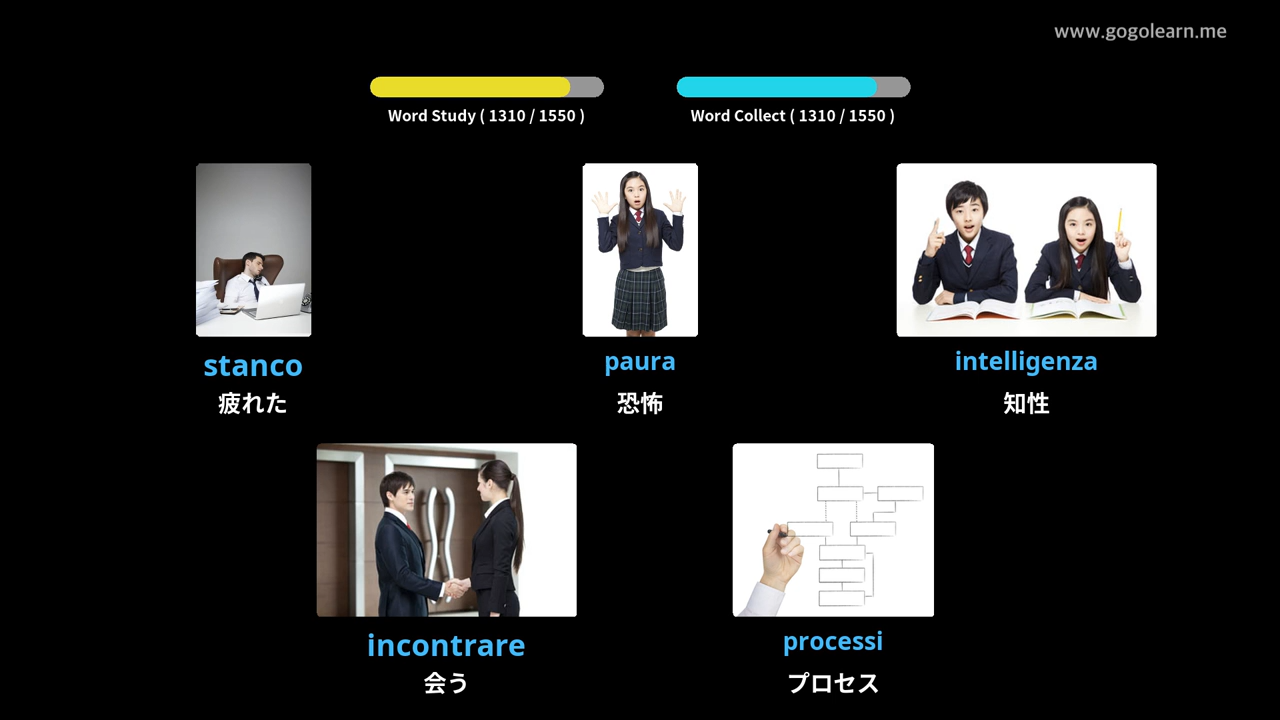 www.gogolearn.me
Word Study ( 1310 / 1550 )
Word Collect ( 1310 / 1550 )
stanco
疲れた
paura
恐怖
intelligenza
知性
incontrare
会う
processi
プロセス